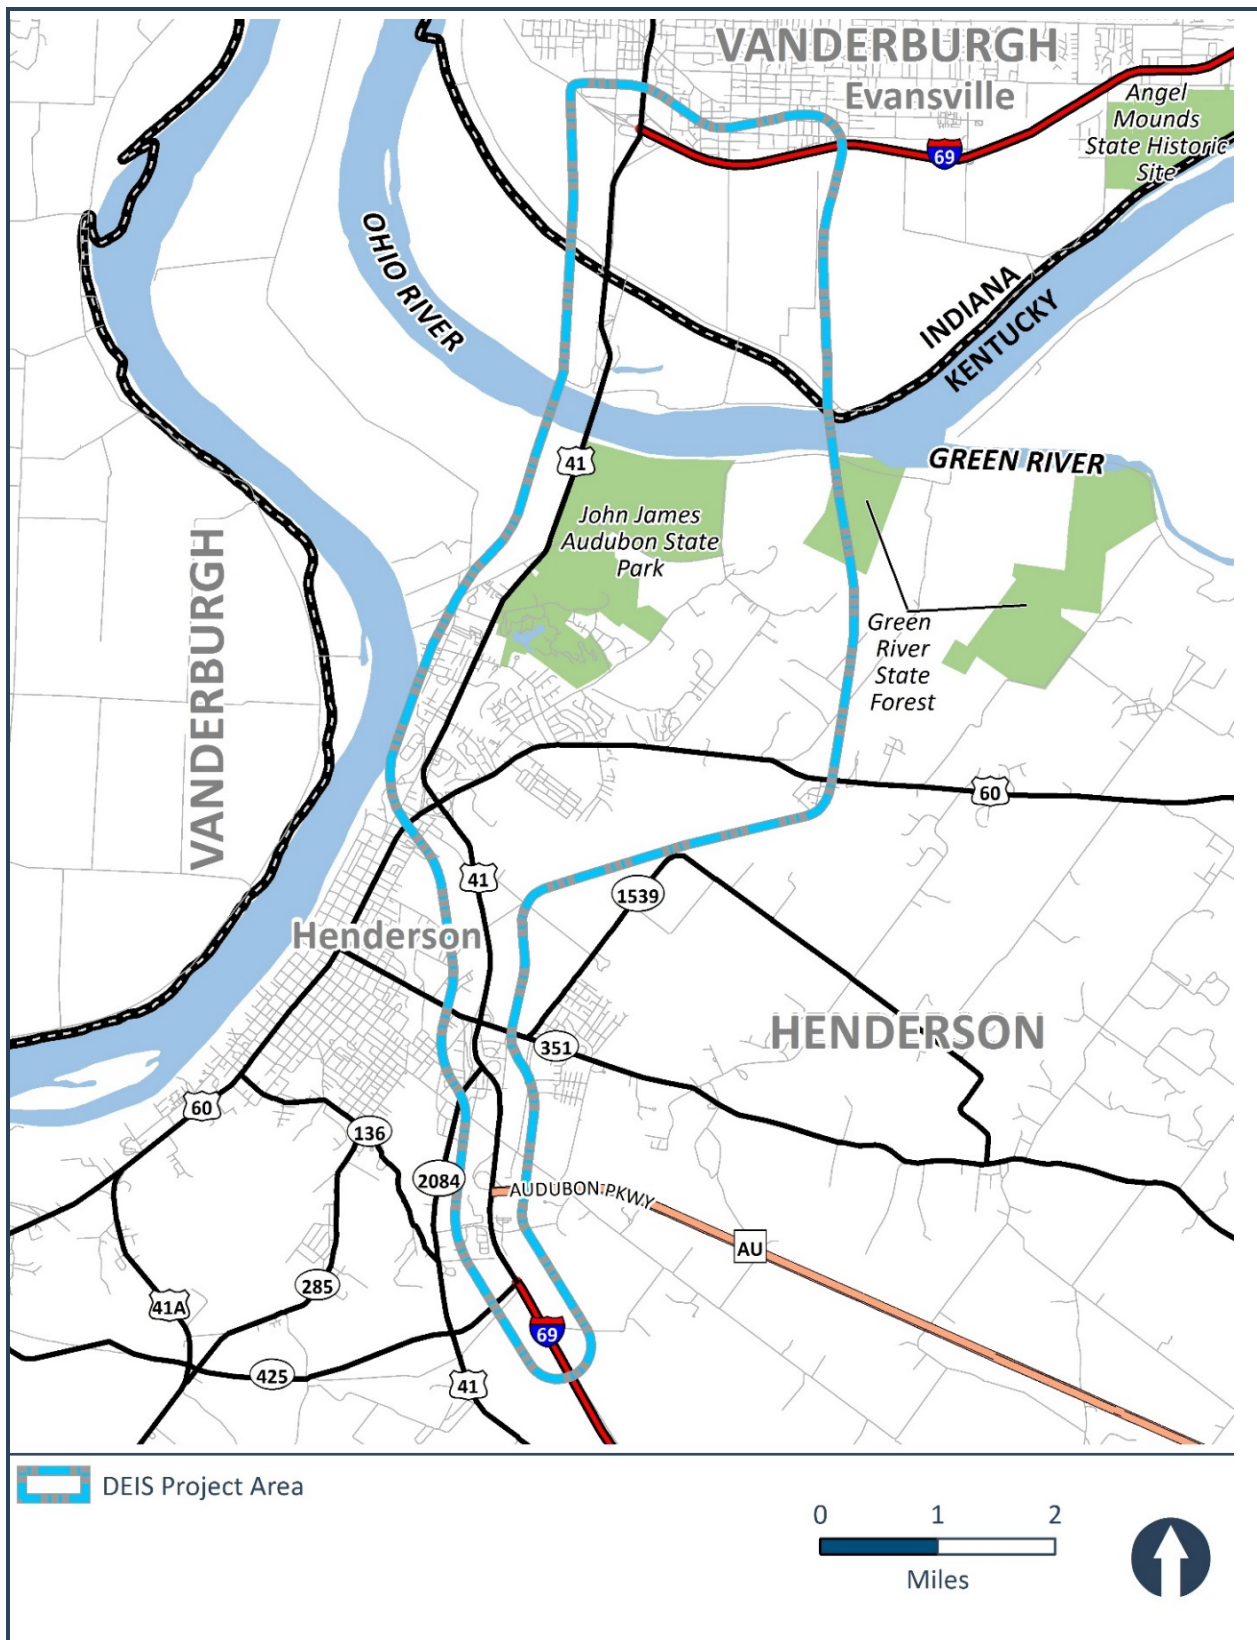 VANDERBURGH
Evansville
Angel
Mounds
State Historic
Site
69
OHIO RIVER
INDIANA
KENTUCKY
41
GREEN RIVER
John James
Audubon State
Park
VANDERBURGH
Green
River
State
Forest
60
41
1539
Henderson
HENDERSON
351
60
136
2084
AUDUBON PKWY
AU
285
41A
69
425
41
DEIS Project Area
0 1 2
Miles